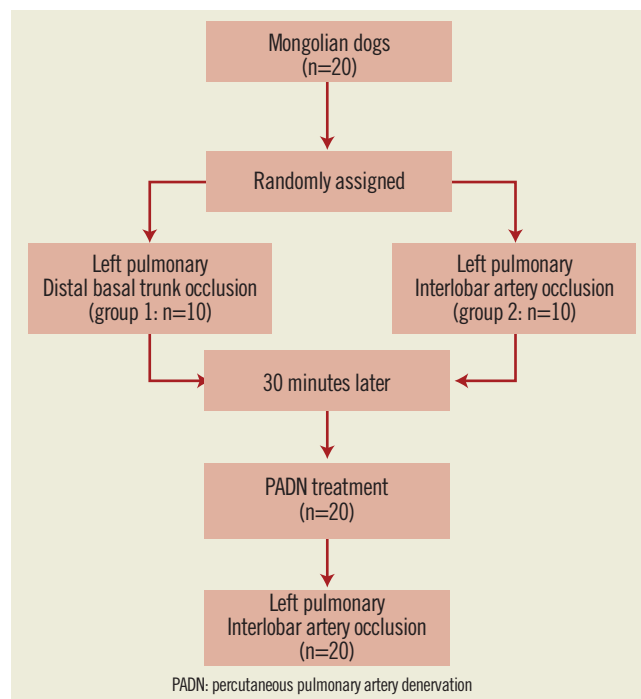 Mongolian dogs
(n=20)
Randomly assigned
Left pulmonary
Distal basal trunk occlusion
(group 1: n=10)
Left pulmonary
Interlobar artery occlusion
(group 2: n=10)
30 minutes later
PADN treatment
(n=20)
Left pulmonary
Interlobar artery occlusion
(n=20)
PADN: percutaneous pulmonary artery denervation